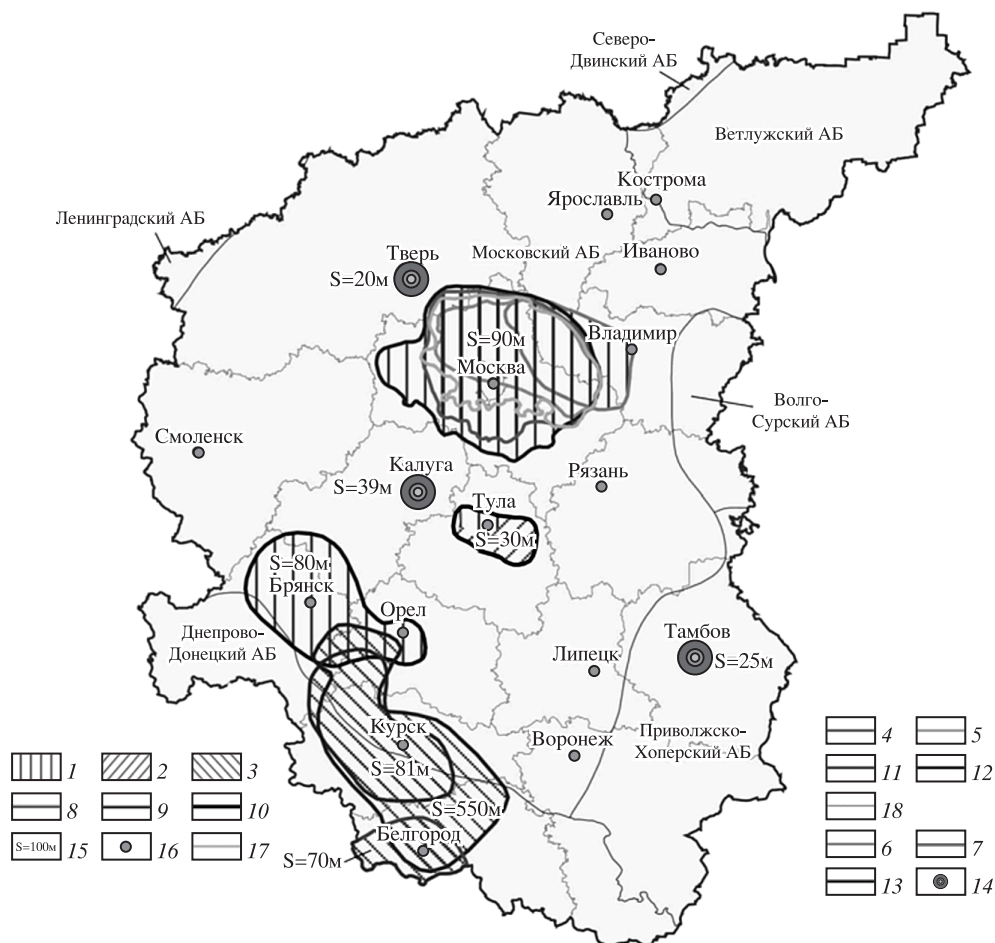 Северо-
Двинский АБ
Ветлужский АБ
Кострома
Ярославль
Ленинградский АБ
Тверь
Московский АБ
Иваново
S=20м
S=90м
Владимир
Москва
Волго-
Сурский АБ
Смоленск
Калуга
Рязань
S=39м
Тула
S=30м
S=80м
Брянск
Орел
Днепрово-
Донецкий АБ
Тамбов
Липецк
S=25м
Курск
Воронеж
Приволжско-
Хоперский АБ
S=81м
S=550м
Белгород
S=70м
1 2 3
8 9 10
S=100м 15 16 17
4 5
11 12
18
6 7
13 14